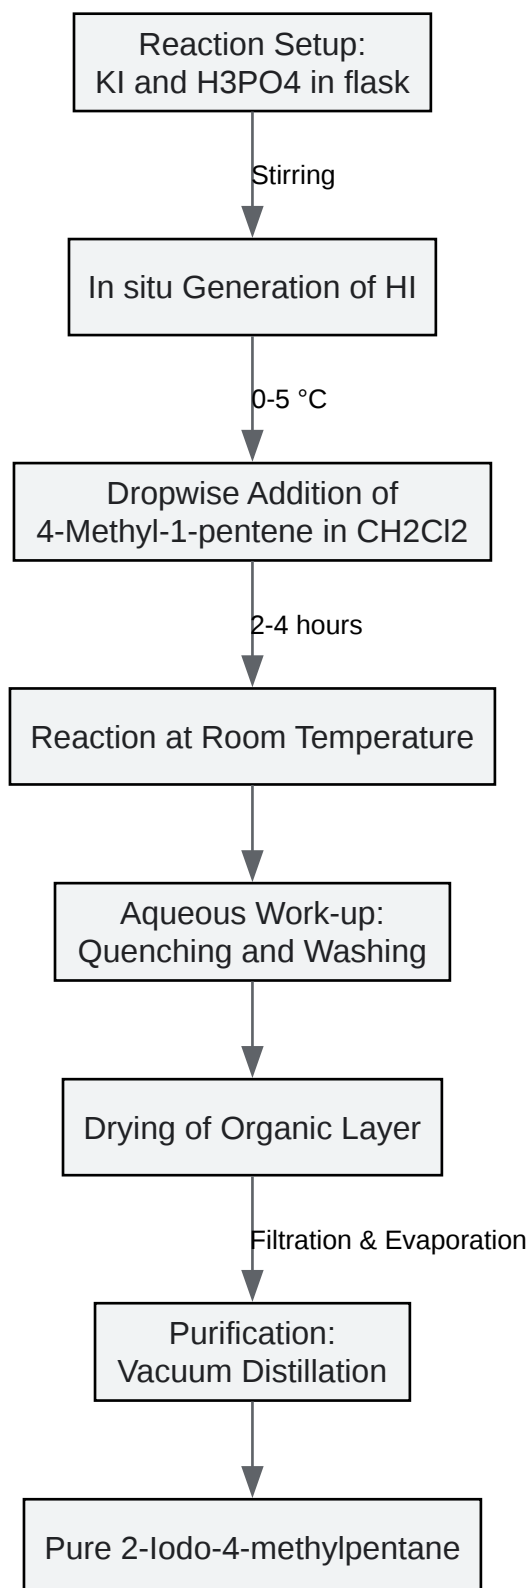 Reaction Setup:
KI and H3PO4 in flask
Stirring
In situ Generation of HI
0-5 °C
Dropwise Addition of
4-Methyl-1-pentene in CH2Cl2
2-4 hours
Reaction at Room Temperature
Aqueous Work-up:
Quenching and Washing
Drying of Organic Layer
Filtration & Evaporation
Purification:
Vacuum Distillation
Pure 2-Iodo-4-methylpentane